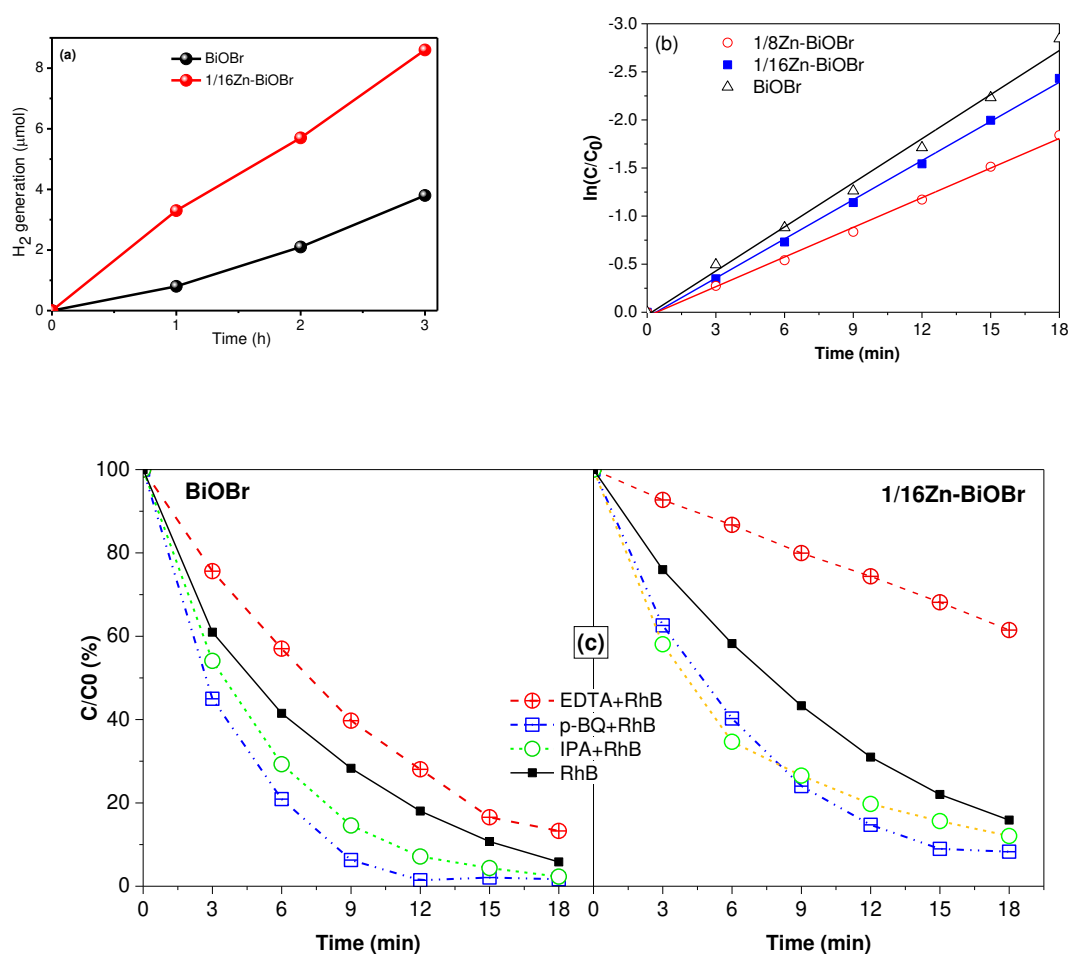 (a)
BiOBr
1/16Zn-BiOBr
H2 generation (μmol)
8
6
4
2
0
0
1
2
3
Time (h)
(b)
1/8Zn-BiOBr
1/16Zn-BiOBr
BiOBr
ln(C/C0)
-3.0
-2.5
-2.0
-1.5
-1.0
-0.5
-0.0
0
3
6
9
12
15
18
Time (min)
BiOBr
1/16Zn-BiOBr
(c)
C/C0 (%)
100
80
60
40
20
0
EDTA+RhB
p-BQ+RhB
IPA+RhB
RhB
0
3
6
9
12
15
18
0
3
6
9
12
15
18
Time (min)
Time (min)